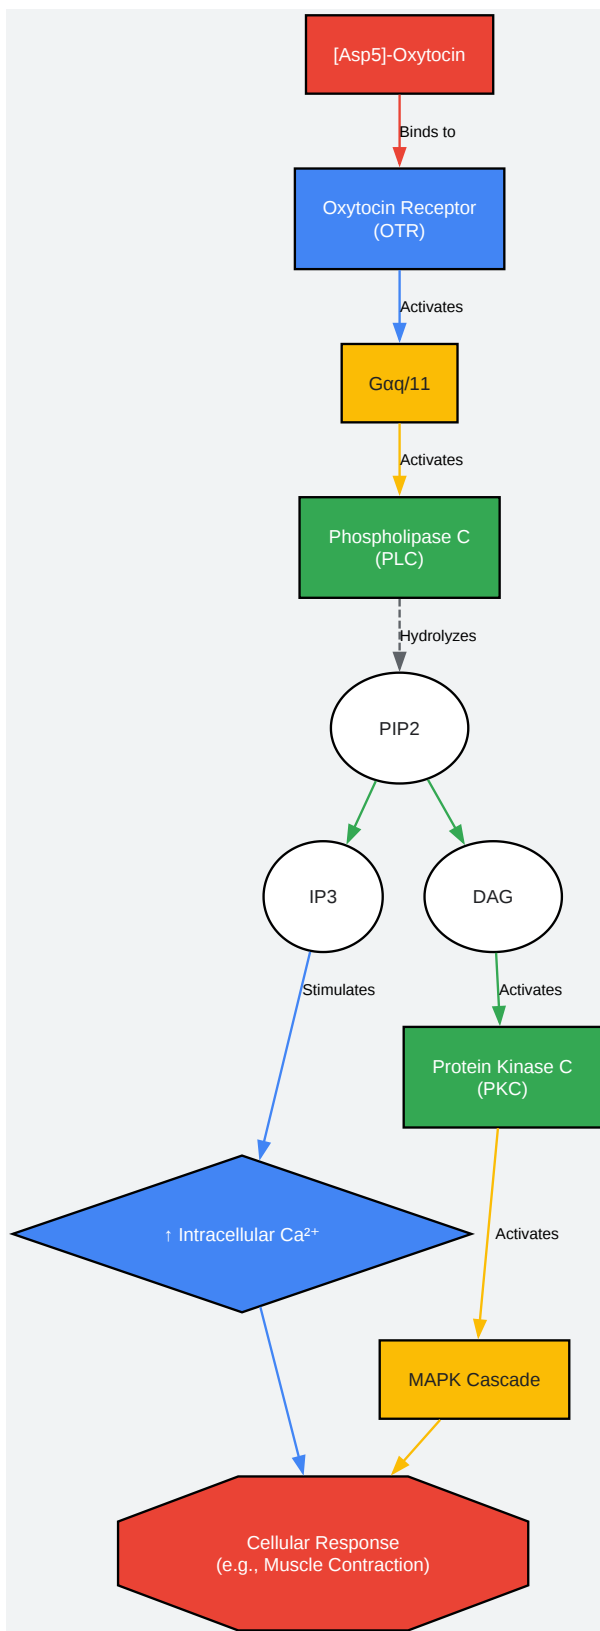 [Asp5]-Oxytocin
Binds to
Oxytocin Receptor
(OTR)
Activates
Gαq/11
Activates
Phospholipase C
(PLC)
Hydrolyzes
PIP2
IP3
DAG
Stimulates
Activates
Protein Kinase C
(PKC)
↑ Intracellular Ca²⁺
Activates
MAPK Cascade
Cellular Response
(e.g., Muscle Contraction)